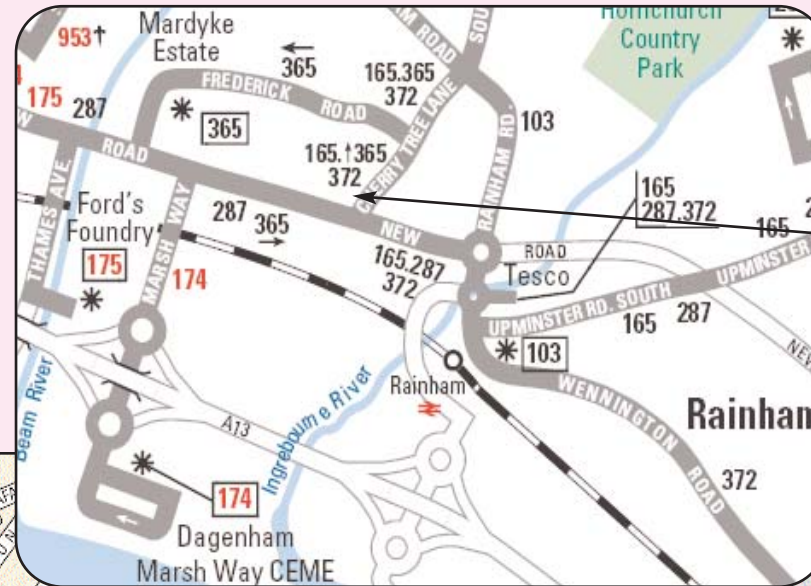 Hornchurch
Country
Park
Mardyke
Estate
953†
175
287
365
FREDERICK ROAD
365
165.365
372
165.†365
372
CHERRY TREE LANE
RAINHAM RD.
103
ROAD
NEW
THAMES AVE.
Ford's
Foundry
175
MARSH WAY
174
287
365
165.287
372
165
287.372
ROAD
Tesco
165
UPMINSTER
UPMINSTER RD. SOUTH
165
287
103
Rainham
Rainham
WENNINGTON ROAD
372
Beam River
Ingrebourne River
A13
174
Dagenham
Marsh Way CEME